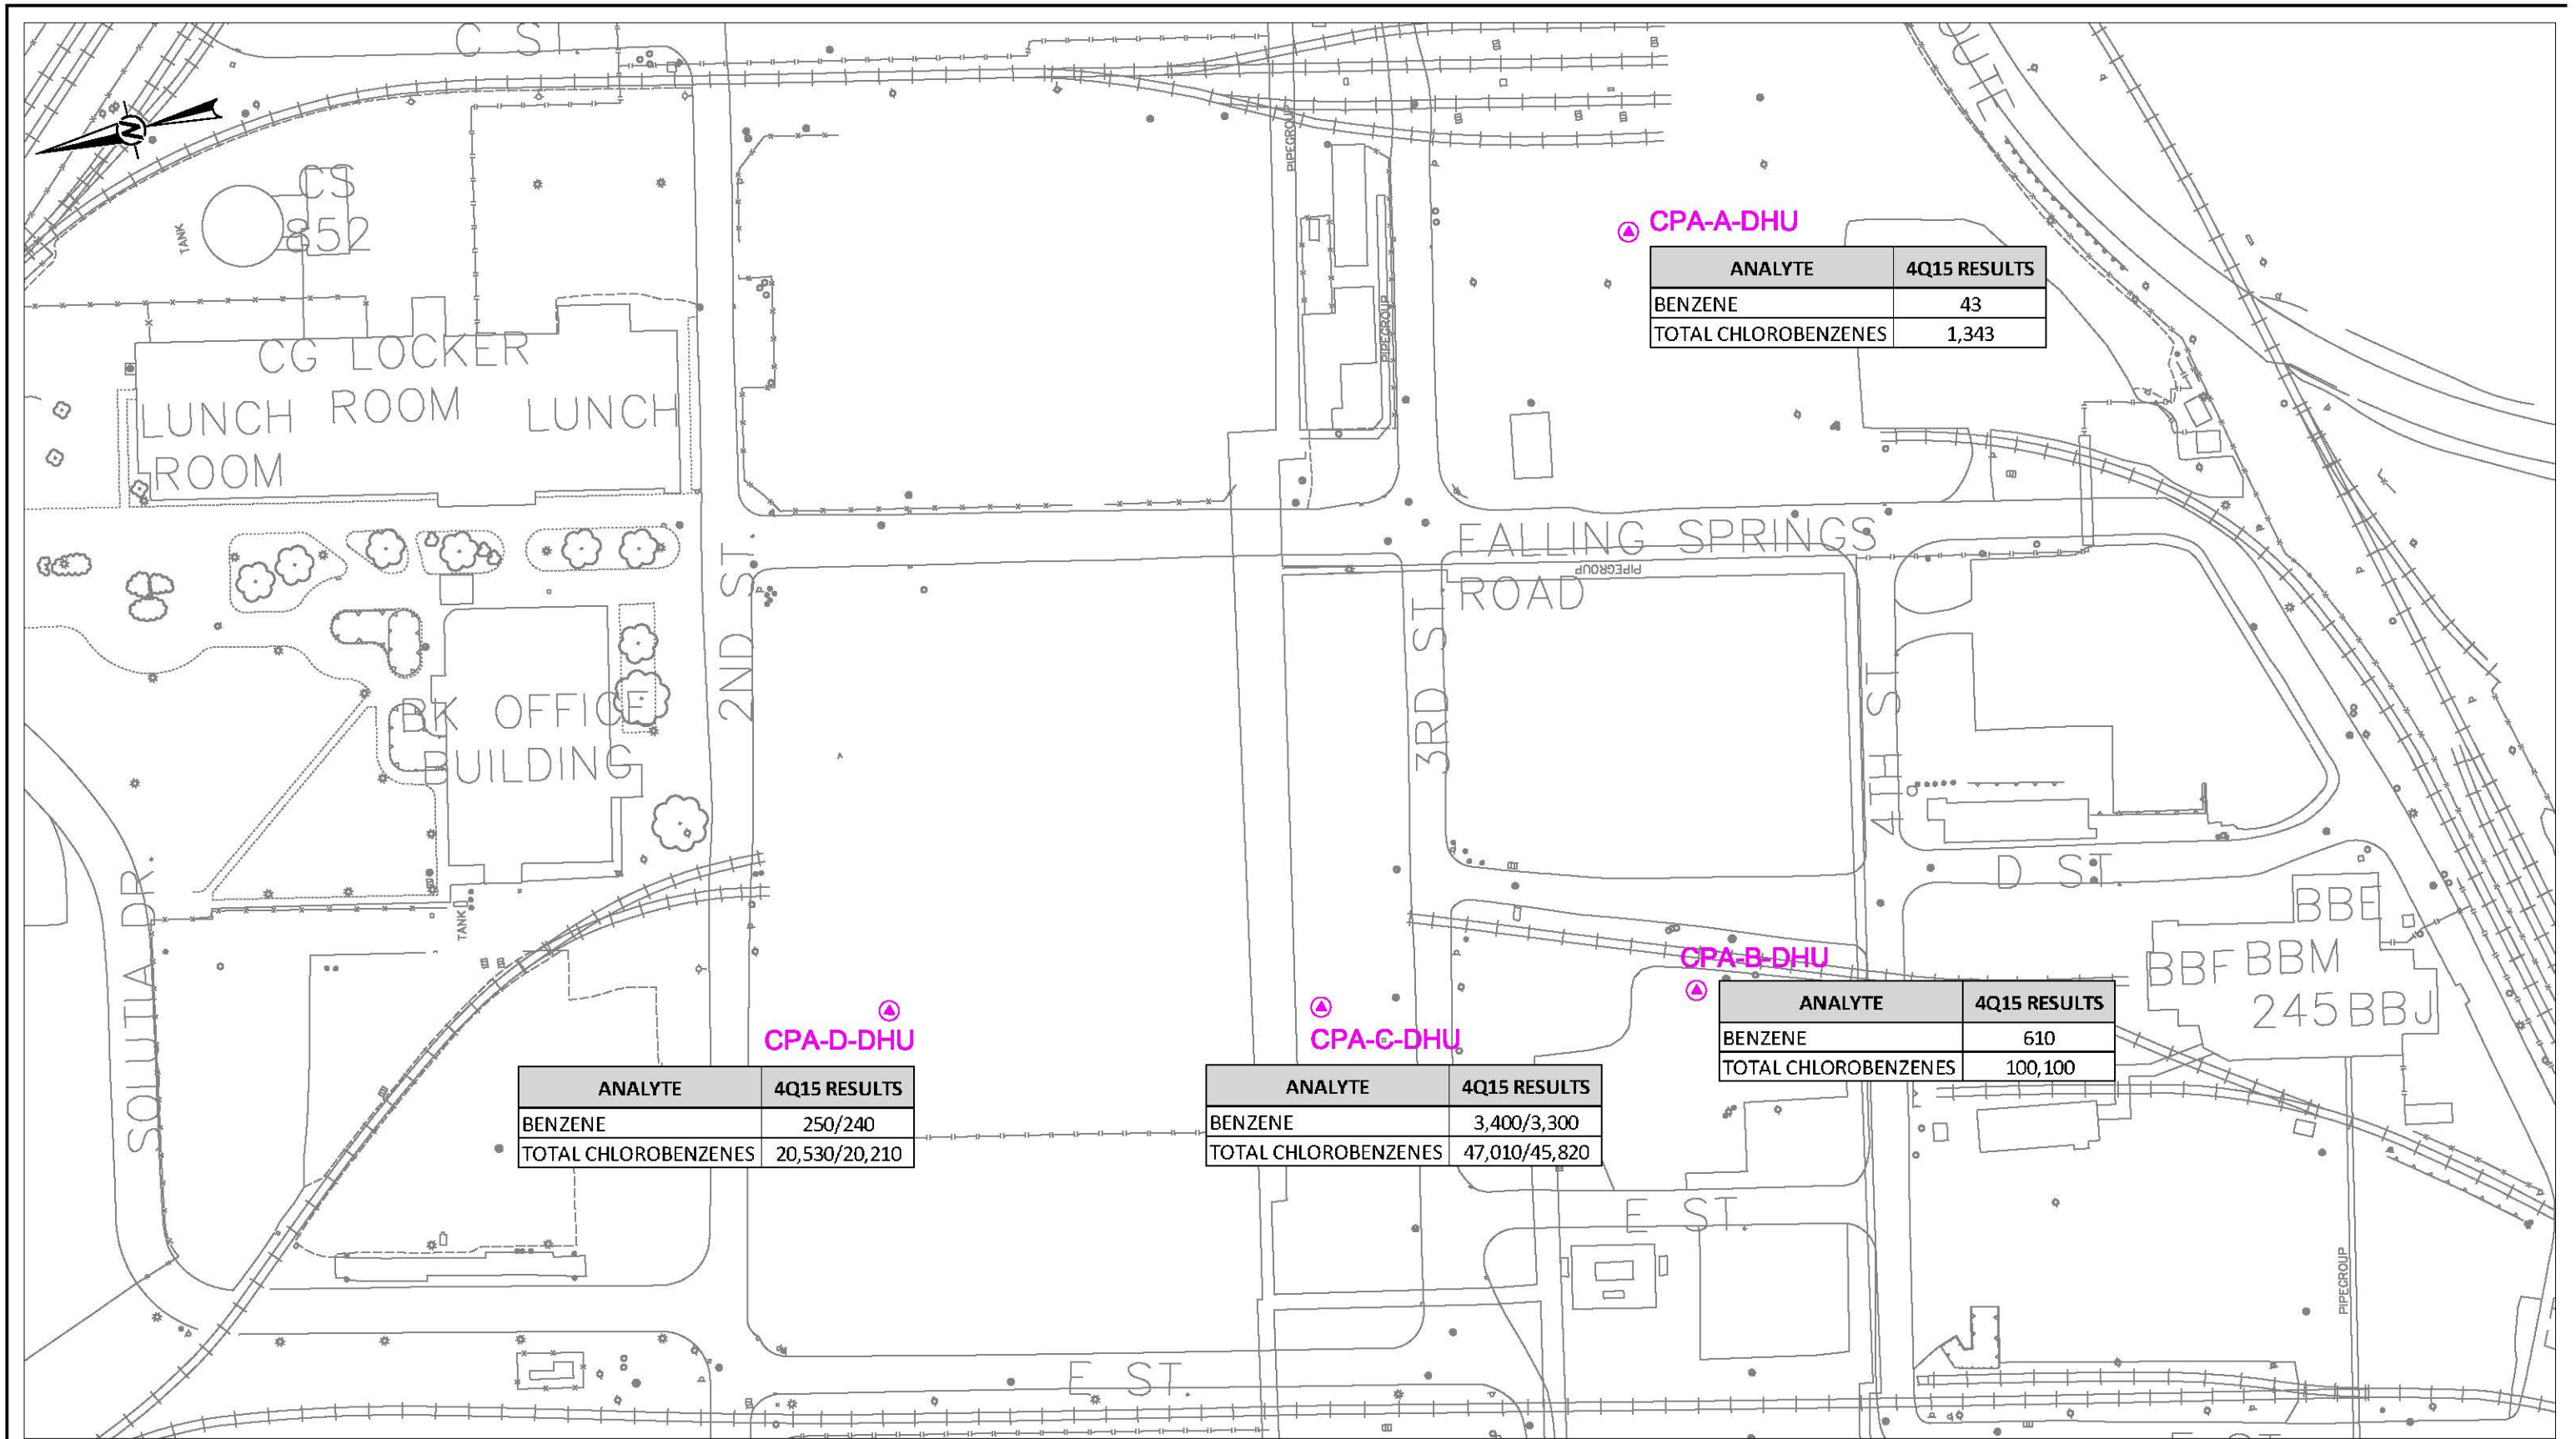 C ST.
ROUTE
N
PIPEGROUP
CS
852
TANK
CPA-A-DHU
ANALYTE 4Q15 RESULTS
BENZENE 43
TOTAL CHLOROBENZENES 1,343
PIPEGROUP
CG LOCKER
ROOM
LUNCH
ROOM
LUNCH
FALLING SPRINGS
ROAD
PIPEGROUP
2ND ST.
3RD ST
4TH ST
BK OFFICE
BUILDING
D ST.
SOLUTIA DR.
TANK
BBE
BBF BBM
245BBJ
CPA-B-DHU
ANALYTE 4Q15 RESULTS
BENZENE 610
TOTAL CHLOROBENZENES 100,100
CPA-D-DHU
ANALYTE 4Q15 RESULTS
BENZENE 250/240
TOTAL CHLOROBENZENES 20,530/20,210
CPA-C-DHU
ANALYTE 4Q15 RESULTS
BENZENE 3,400/3,300
TOTAL CHLOROBENZENES 47,010/45,820
E ST.
PIPEGROUP
E ST.